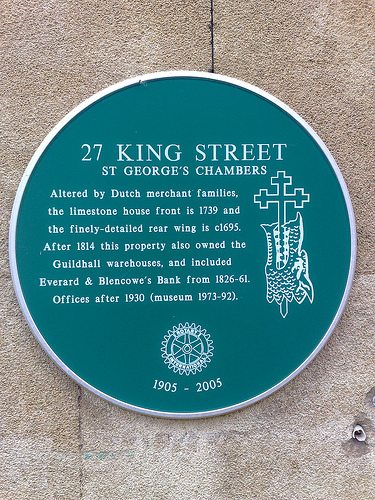 27 KING STREET
ST GEORGE'S CHAMBERS
Altered by Dutch merchant families,
the limestone house front is 1739 and
the finely-detailed rear wing is c1695.
After 1814 this property also owned the
Guildhall warehouses, and included
Everard & Blencowe's Bank from 1826-61.
Offices after 1930 (museum 1973-92).
ROTARY
INTERNATIONAL
1905 - 2005